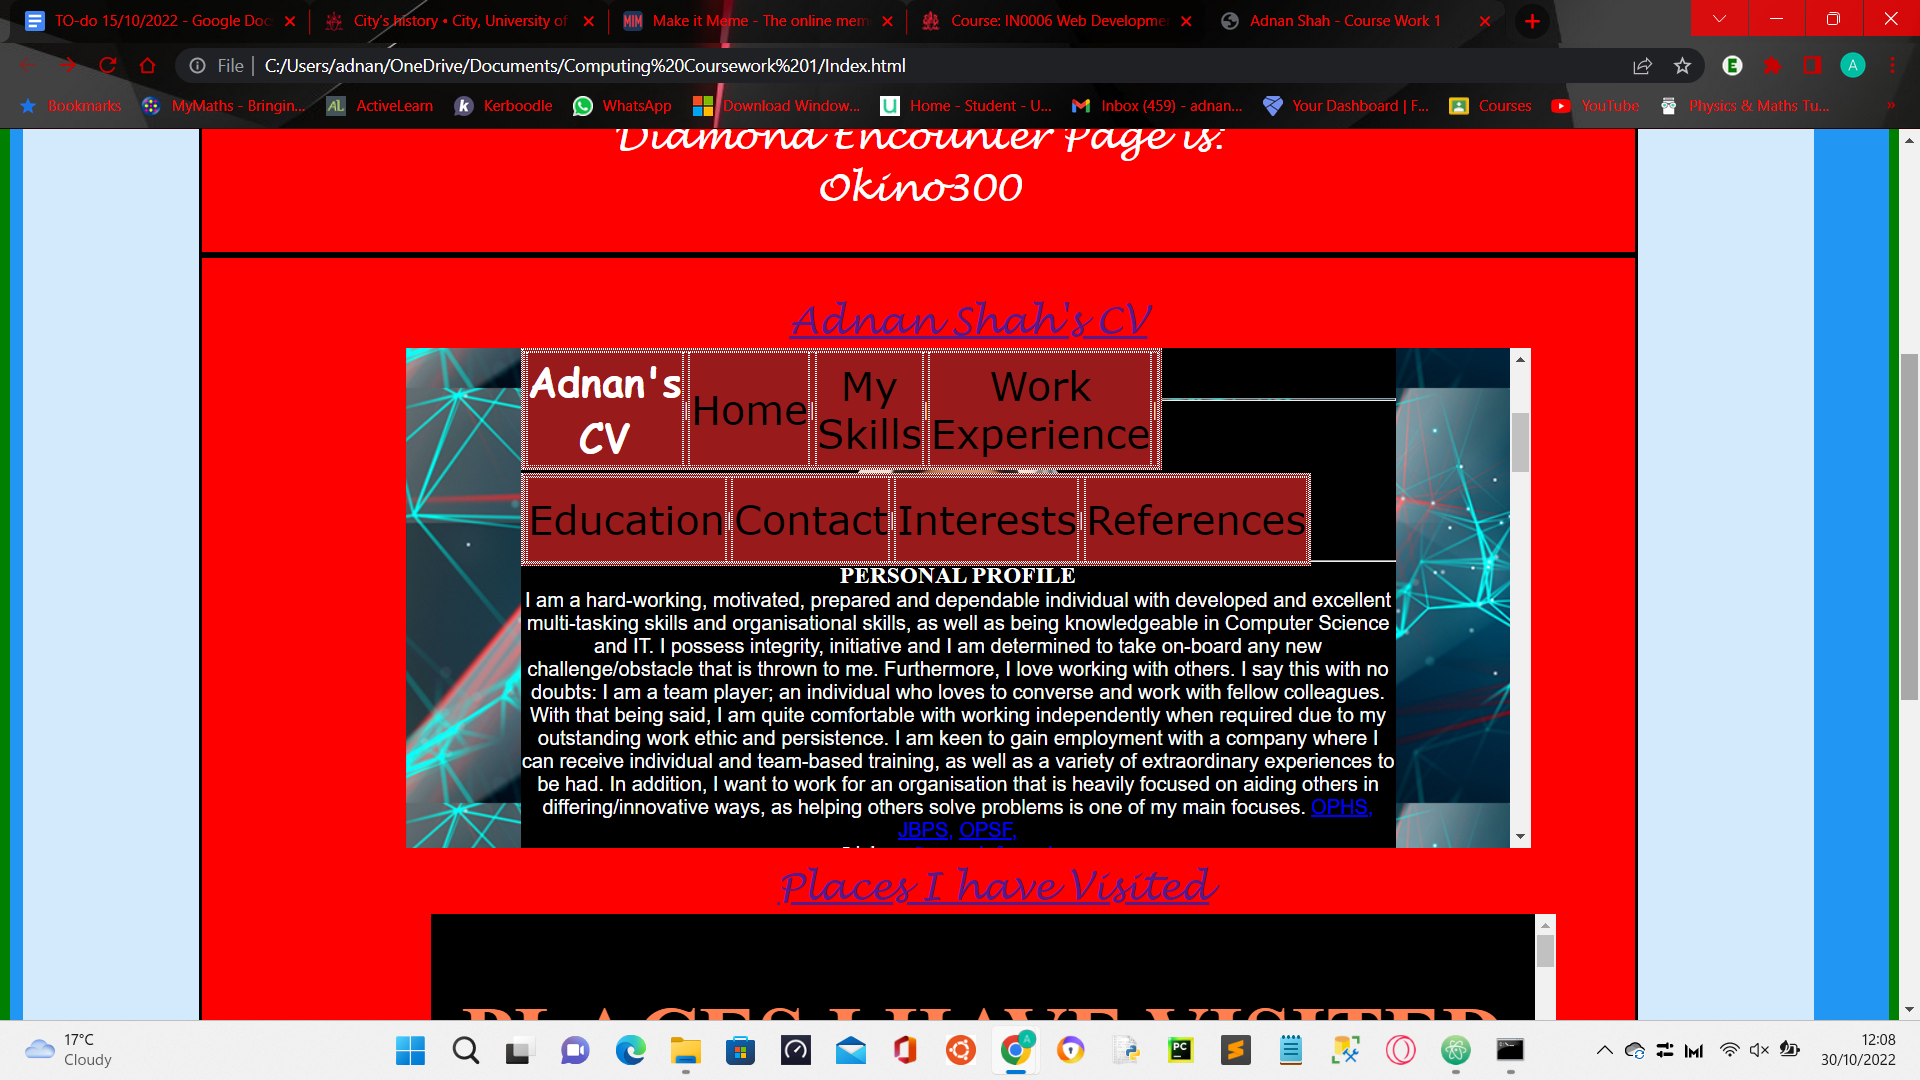 TO-do 15/10/2022 - Google Doc
City's history • City, University of
Make it Meme - The online mem
Course: IN0006 Web Developme
Adnan Shah - Course Work 1
File
C:/Users/adnan/OneDrive/Documents/Computing%20Coursework%201/Index.html
A
Bookmarks
MyMaths - Bringin...
ActiveLearn
Kerboodle
WhatsApp
Download Window...
Home - Student - U...
Inbox (459) - adnan...
Your Dashboard | F...
Courses
YouTube
Physics & Maths Tu...
Diamond Encounter Page is:
Okino300
Adnan Shah's CV
Adnan's
CV
Home
My
Skills
Work
Experience
Education
Contact
Interests
References
PERSONAL PROFILE
I am a hard-working, motivated, prepared and dependable individual with developed and excellent
multi-tasking skills and organisational skills, as well as being knowledgeable in Computer Science
and IT. I possess integrity, initiative and I am determined to take on-board any new
challenge/obstacle that is thrown to me. Furthermore, I love working with others. I say this with no
doubts: I am a team player; an individual who loves to converse and work with fellow colleagues.
With that being said, I am quite comfortable with working independently when required due to my
outstanding work ethic and persistence. I am keen to gain employment with a company where I
can receive individual and team-based training, as well as a variety of extraordinary experiences to
be had. In addition, I want to work for an organisation that is heavily focused on aiding others in
differing/innovative ways, as helping others solve problems is one of my main focuses. OPHS,
JBPS, OPSF,
Places I have Visited
PLACES I HAVE VISITED
17°C
Cloudy
12:08
30/10/2022